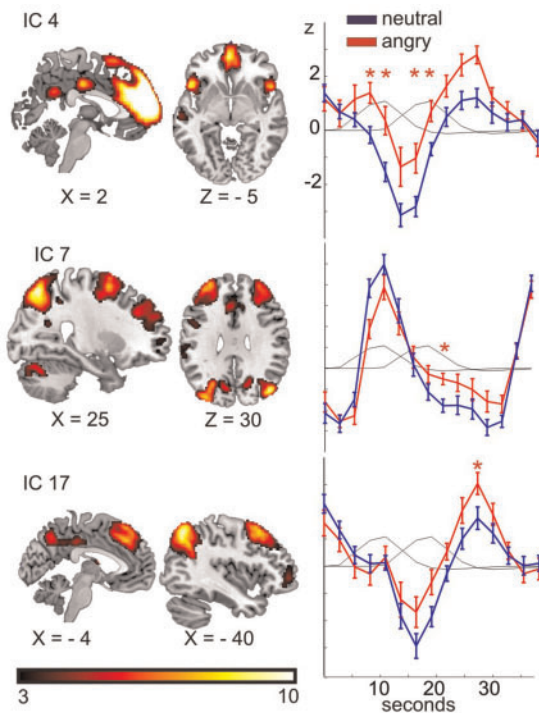 IC 4
X = 2
Z = - 5
z
neutral
angry
* * * *
2
0
-2
IC 7
X = 25
Z = 30
*
IC 17
X = - 4
X = - 40
*
3
10
10
20
30
seconds